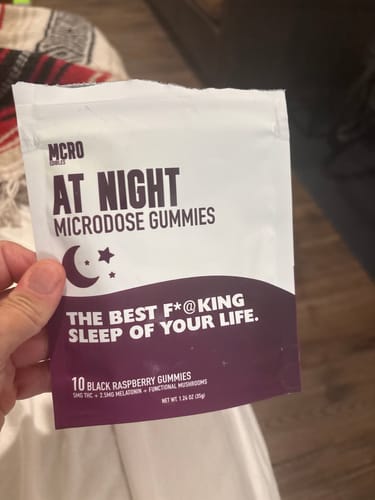 MCRO
EDIBLES
AT NIGHT
MICRODOSE GUMMIES
THE BEST F*@KING
SLEEP OF YOUR LIFE.
10 BLACK RASPBERRY GUMMIES
5MG THC + 2.5MG MELATONIN + FUNCTIONAL MUSHROOMS
NET WT. 1.24 OZ (35g)